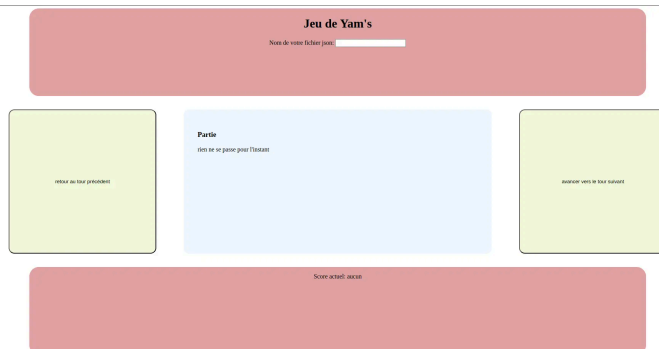 Jeu de Yam's
Nom de votre fichier json:
retour au tour précédent
Partie
rien ne se passe pour l'instant
avancer vers le tour suivant
Score actuel: aucun